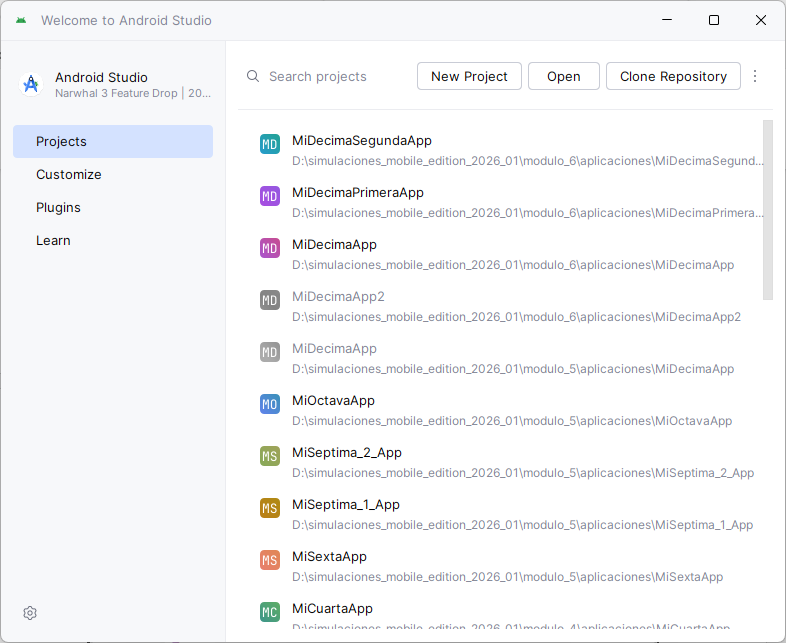 Welcome to Android Studio
Android Studio
Narwhal 3 Feature Drop | 20...
Projects
Customize
Plugins
Learn
Search projects
New Project
Open
Clone Repository
MD
MiDecimaSegundaApp
D:\simulaciones_mobile_edition_2026_01\modulo_6\aplicaciones\MiDecimaSegund...
MD
MiDecimaPrimeraApp
D:\simulaciones_mobile_edition_2026_01\modulo_6\aplicaciones\MiDecimaPrimera...
MD
MiDecimaApp
D:\simulaciones_mobile_edition_2026_01\modulo_6\aplicaciones\MiDecimaApp
MD
MiDecimaApp2
D:\simulaciones_mobile_edition_2026_01\modulo_6\aplicaciones\MiDecimaApp2
MD
MiDecimaApp
D:\simulaciones_mobile_edition_2026_01\modulo_5\aplicaciones\MiDecimaApp
MO
MiOctavaApp
D:\simulaciones_mobile_edition_2026_01\modulo_5\aplicaciones\MiOctavaApp
MS
MiSeptima_2_App
D:\simulaciones_mobile_edition_2026_01\modulo_5\aplicaciones\MiSeptima_2_App
MS
MiSeptima_1_App
D:\simulaciones_mobile_edition_2026_01\modulo_5\aplicaciones\MiSeptima_1_App
MS
MiSextaApp
D:\simulaciones_mobile_edition_2026_01\modulo_5\aplicaciones\MiSextaApp
MC
MiCuartaApp
D:\simulaciones_mobile_edition_2026_01\modulo_4\aplicaciones\MiCuartaApp